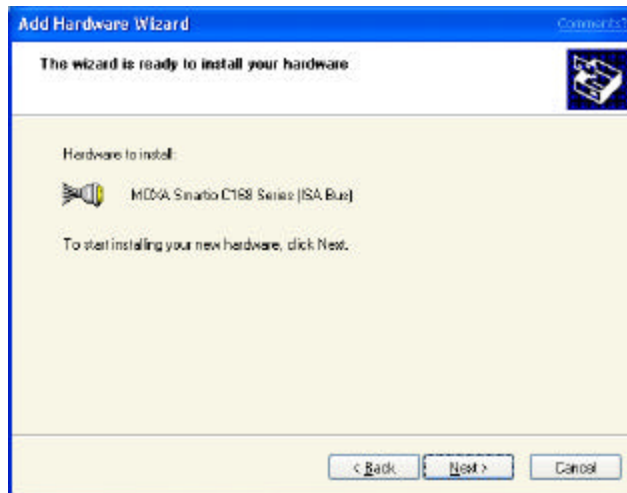 Add Hardware Wizard
Comments?
The wizard is ready to install your hardware
Hardware to install:
MOXA Smartio C168 Series (ISA Bus)
To start installing your new hardware, click Next.
< Back
Next >
Cancel